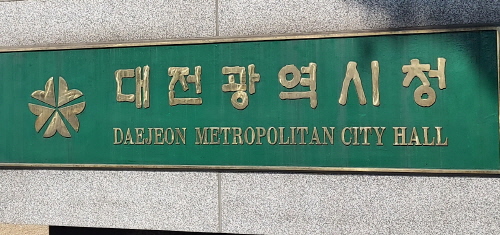 대전광역시청
DAEJEON METROPOLITAN CITY HALL